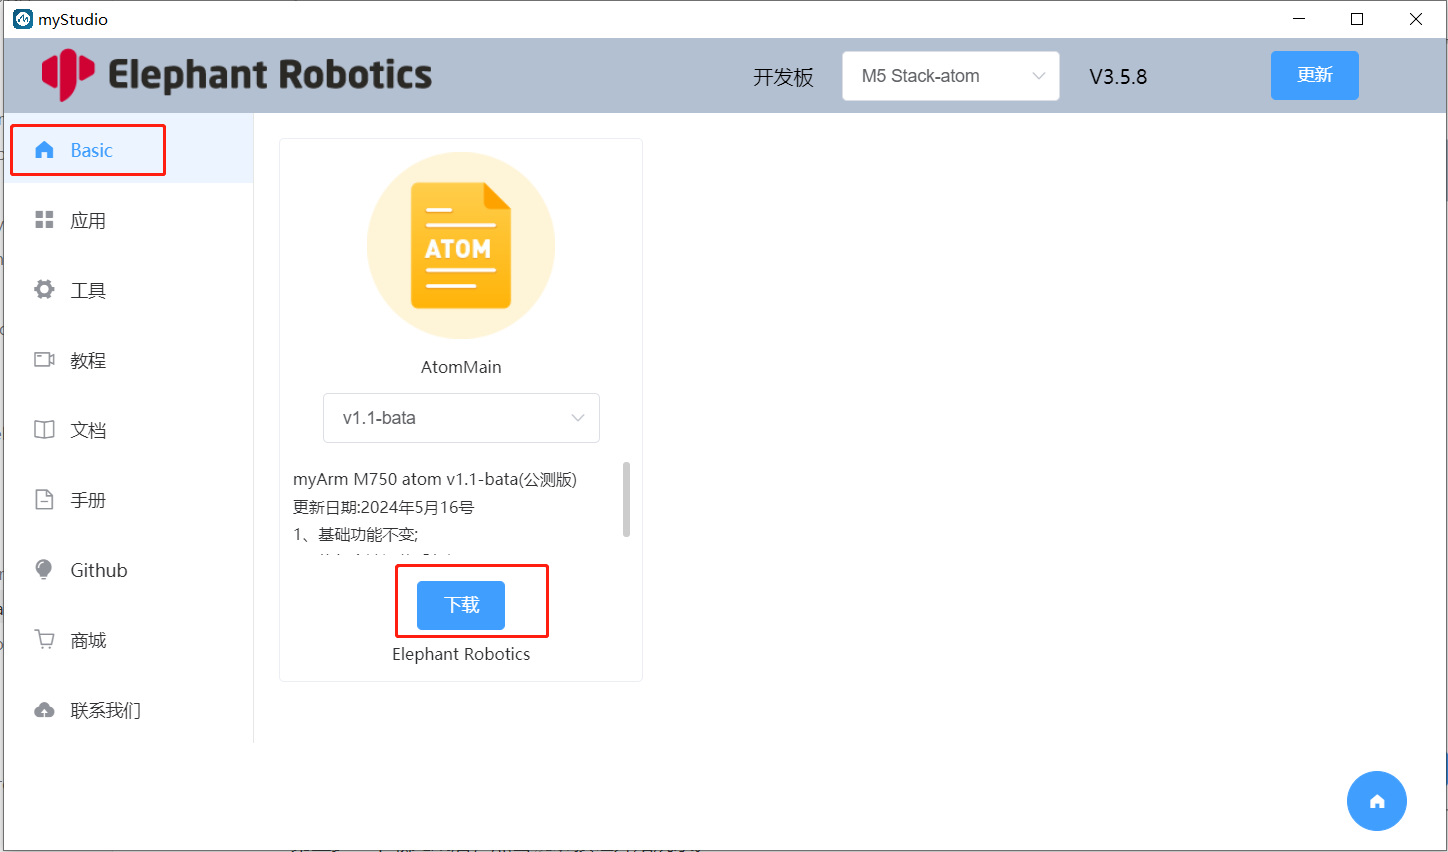 myStudio
Elephant Robotics
开发板
M5 Stack-atom
V3.5.8
更新
Basic
应用
工具
教程
文档
手册
Github
商城
联系我们
ATOM
AtomMain
v1.1-bata
myArm M750 atom v1.1-bata(公测版)
更新日期:2024年5月16号
1、基础功能不变;
下载
Elephant Robotics